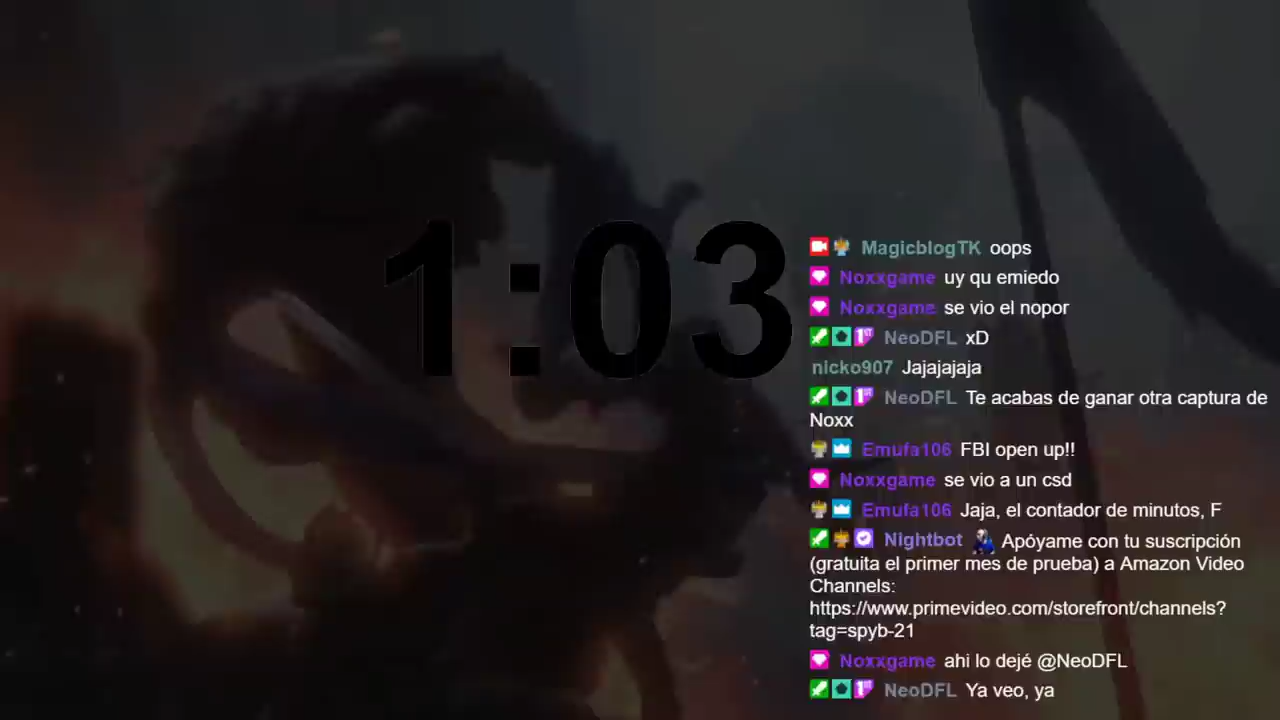 1:03
MagicblogTK oops
Noxxgame uy qu emiedo
Noxxgame se vio el nopor
NeoDFL xD
nicko907 Jajajajaja
NeoDFL Te acabas de ganar otra captura de
Noxx
Emufa106 FBI open up!!
Noxxgame se vio a un csd
Emufa106 Jaja, el contador de minutos, F
Nightbot Apóyame con tu suscripción
(gratuita el primer mes de prueba) a Amazon Video
Channels:
https://www.primevideo.com/storefront/channels?
tag=spyb-21
Noxxgame ahi lo dejé @NeoDFL
NeoDFL Ya veo, ya